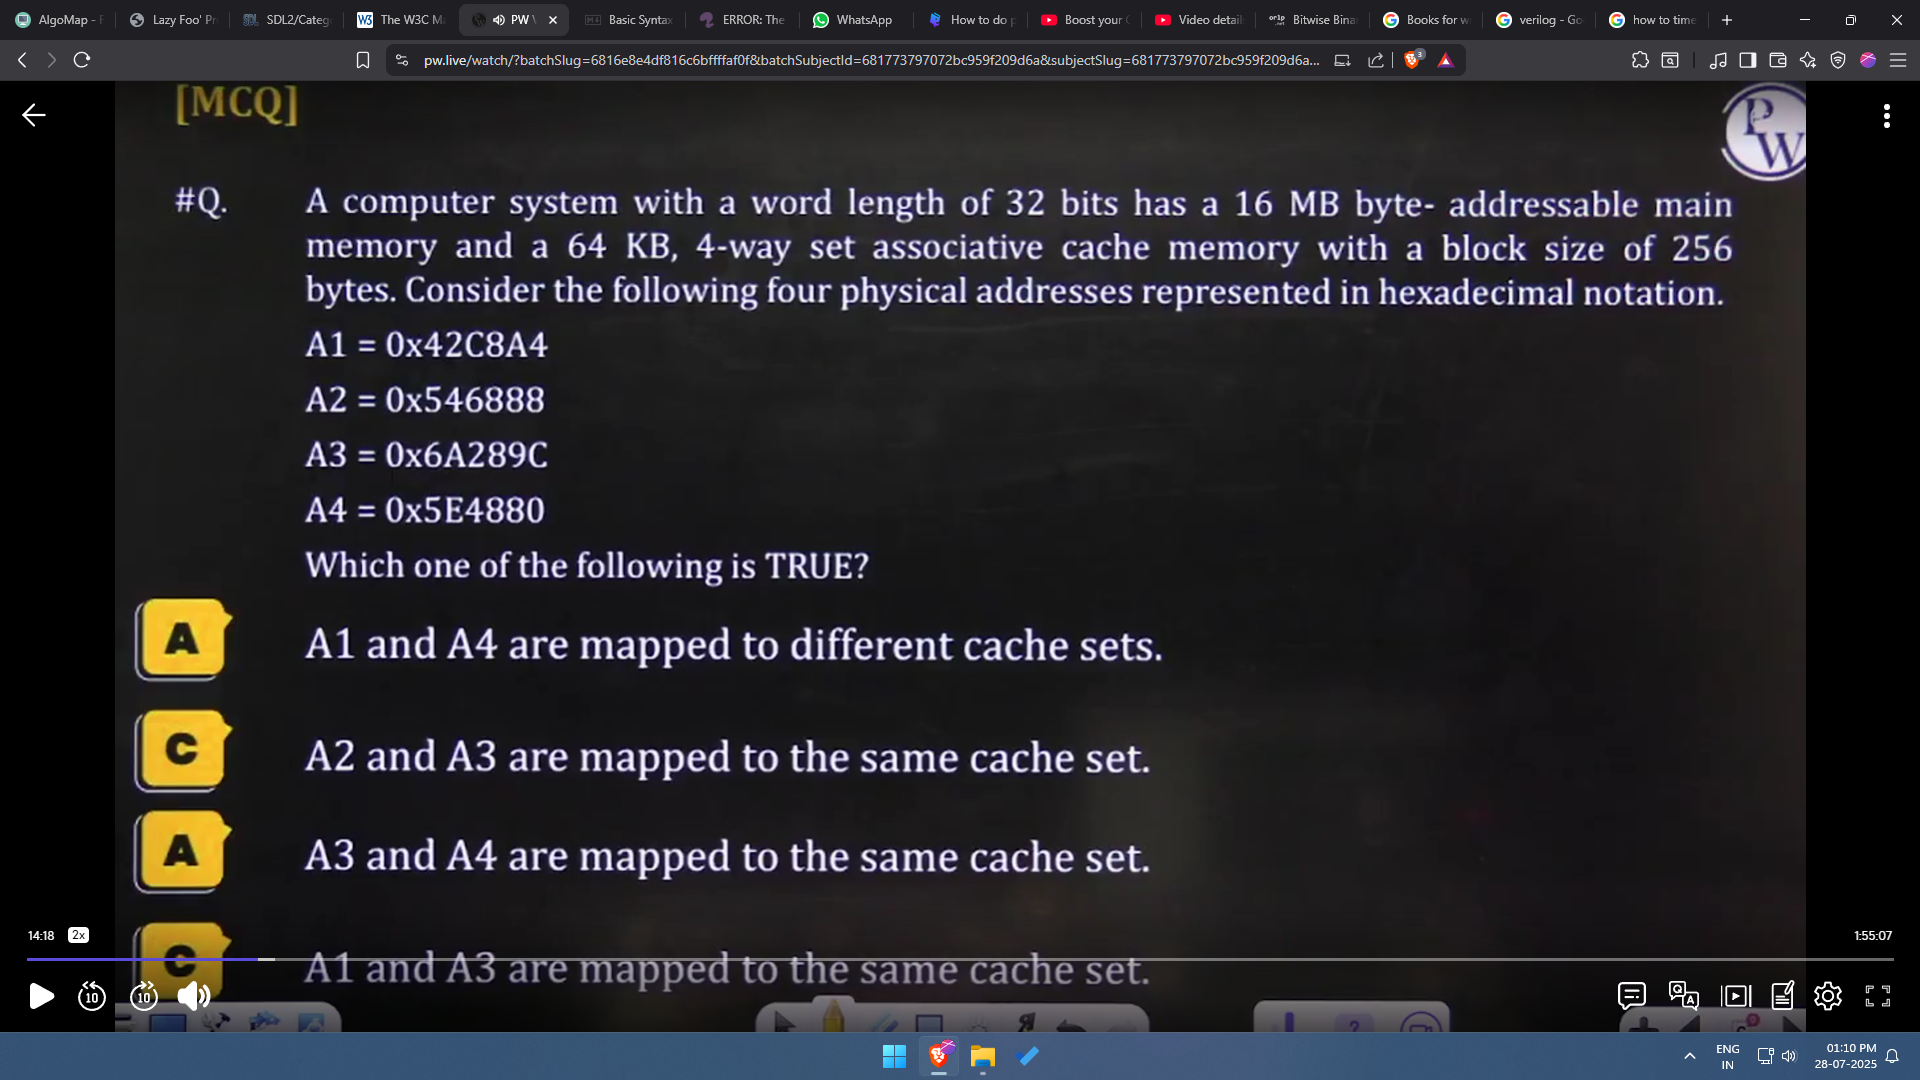 AlgoMap -
Lazy Foo' Pr
SDL2/Categ
W3
The W3C Ma
PW
Basic Syntax
ERROR: The
WhatsApp
How to do p
Boost your
Video detail
Bitwise Bina
Books for w
verilog - Go
how to time
pw.live/watch/?batchSlug=6816e8e4df816c6bffffaf0f&batchSubjectId=681773797072bc959f209d6a&subjectSlug=681773797072bc959f209d6a...
3
[MCQ]
PW
#Q. A computer system with a word length of 32 bits has a 16 MB byte- addressable main
memory and a 64 KB, 4-way set associative cache memory with a block size of 256
bytes. Consider the following four physical addresses represented in hexadecimal notation.
A1 = 0x42C8A4
A2 = 0x546888
A3 = 0x6A289C
A4 = 0x5E4880
Which one of the following is TRUE?
A A1 and A4 are mapped to different cache sets.
C A2 and A3 are mapped to the same cache set.
A A3 and A4 are mapped to the same cache set.
C A1 and A3 are mapped to the same cache set.
14:18 2x
1:55:07
10
10
ENG
IN
01:10 PM
28-07-2025